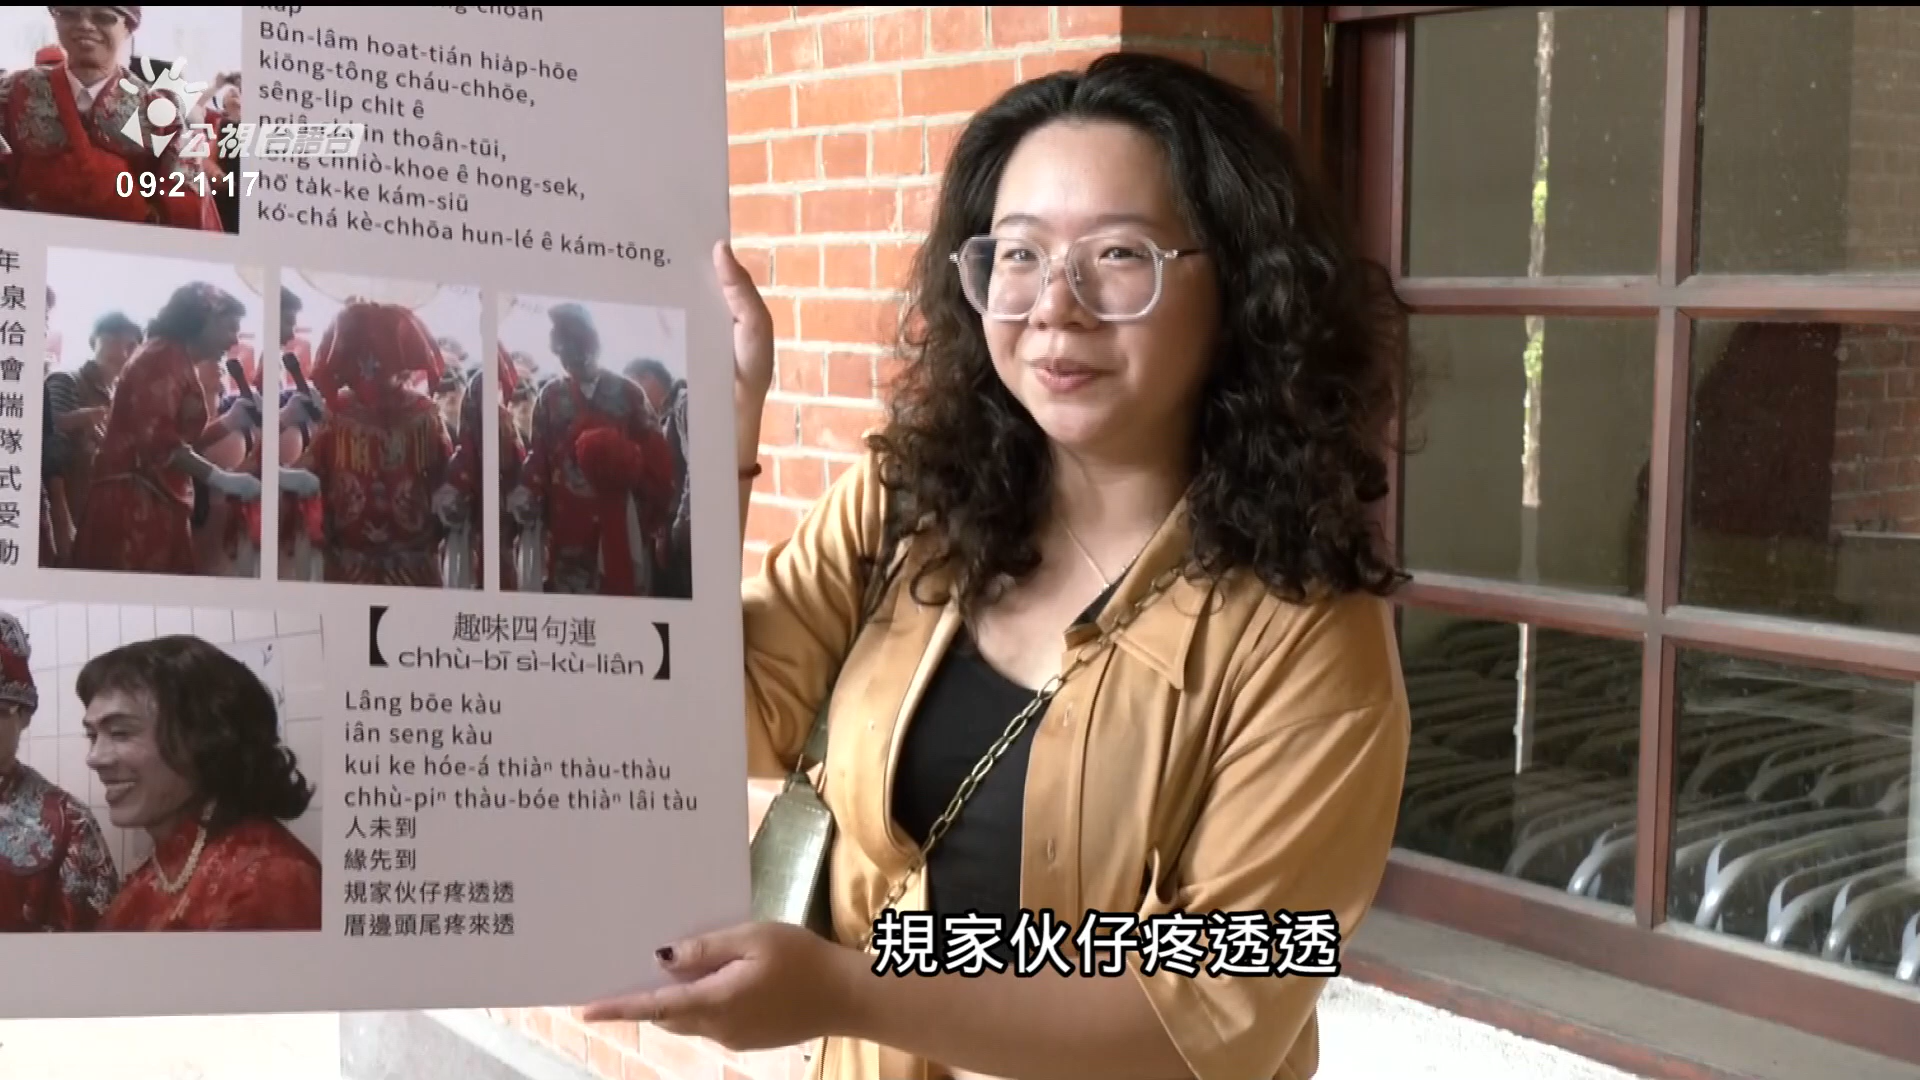 Bûn-lâm hoat-tián hia̍p-hōe
kiōng-tông cháu-chhōe,
sêng-li̍p chit ê
in thoân-tūi,
chhiò-khoe ê hong-sek,
hō͘ ta̍k-ke kám-siū
kó͘-chá kè-chhōa hun-lé ê kám-tōng.
公視台語台
09:21:17
年
泉
佮
會
揣
隊
式
受
動
【趣味四句連
chhù-bī sì-kù-liân】
Lâng bōe kàu
iân seng kàu
kui ke hóe-á thiàⁿ thàu-thàu
chhù-piⁿ thàu-bóe thiàⁿ lâi tàu
人未到
緣先到
規家伙仔疼透透
厝邊頭尾疼來透
規家伙仔疼透透